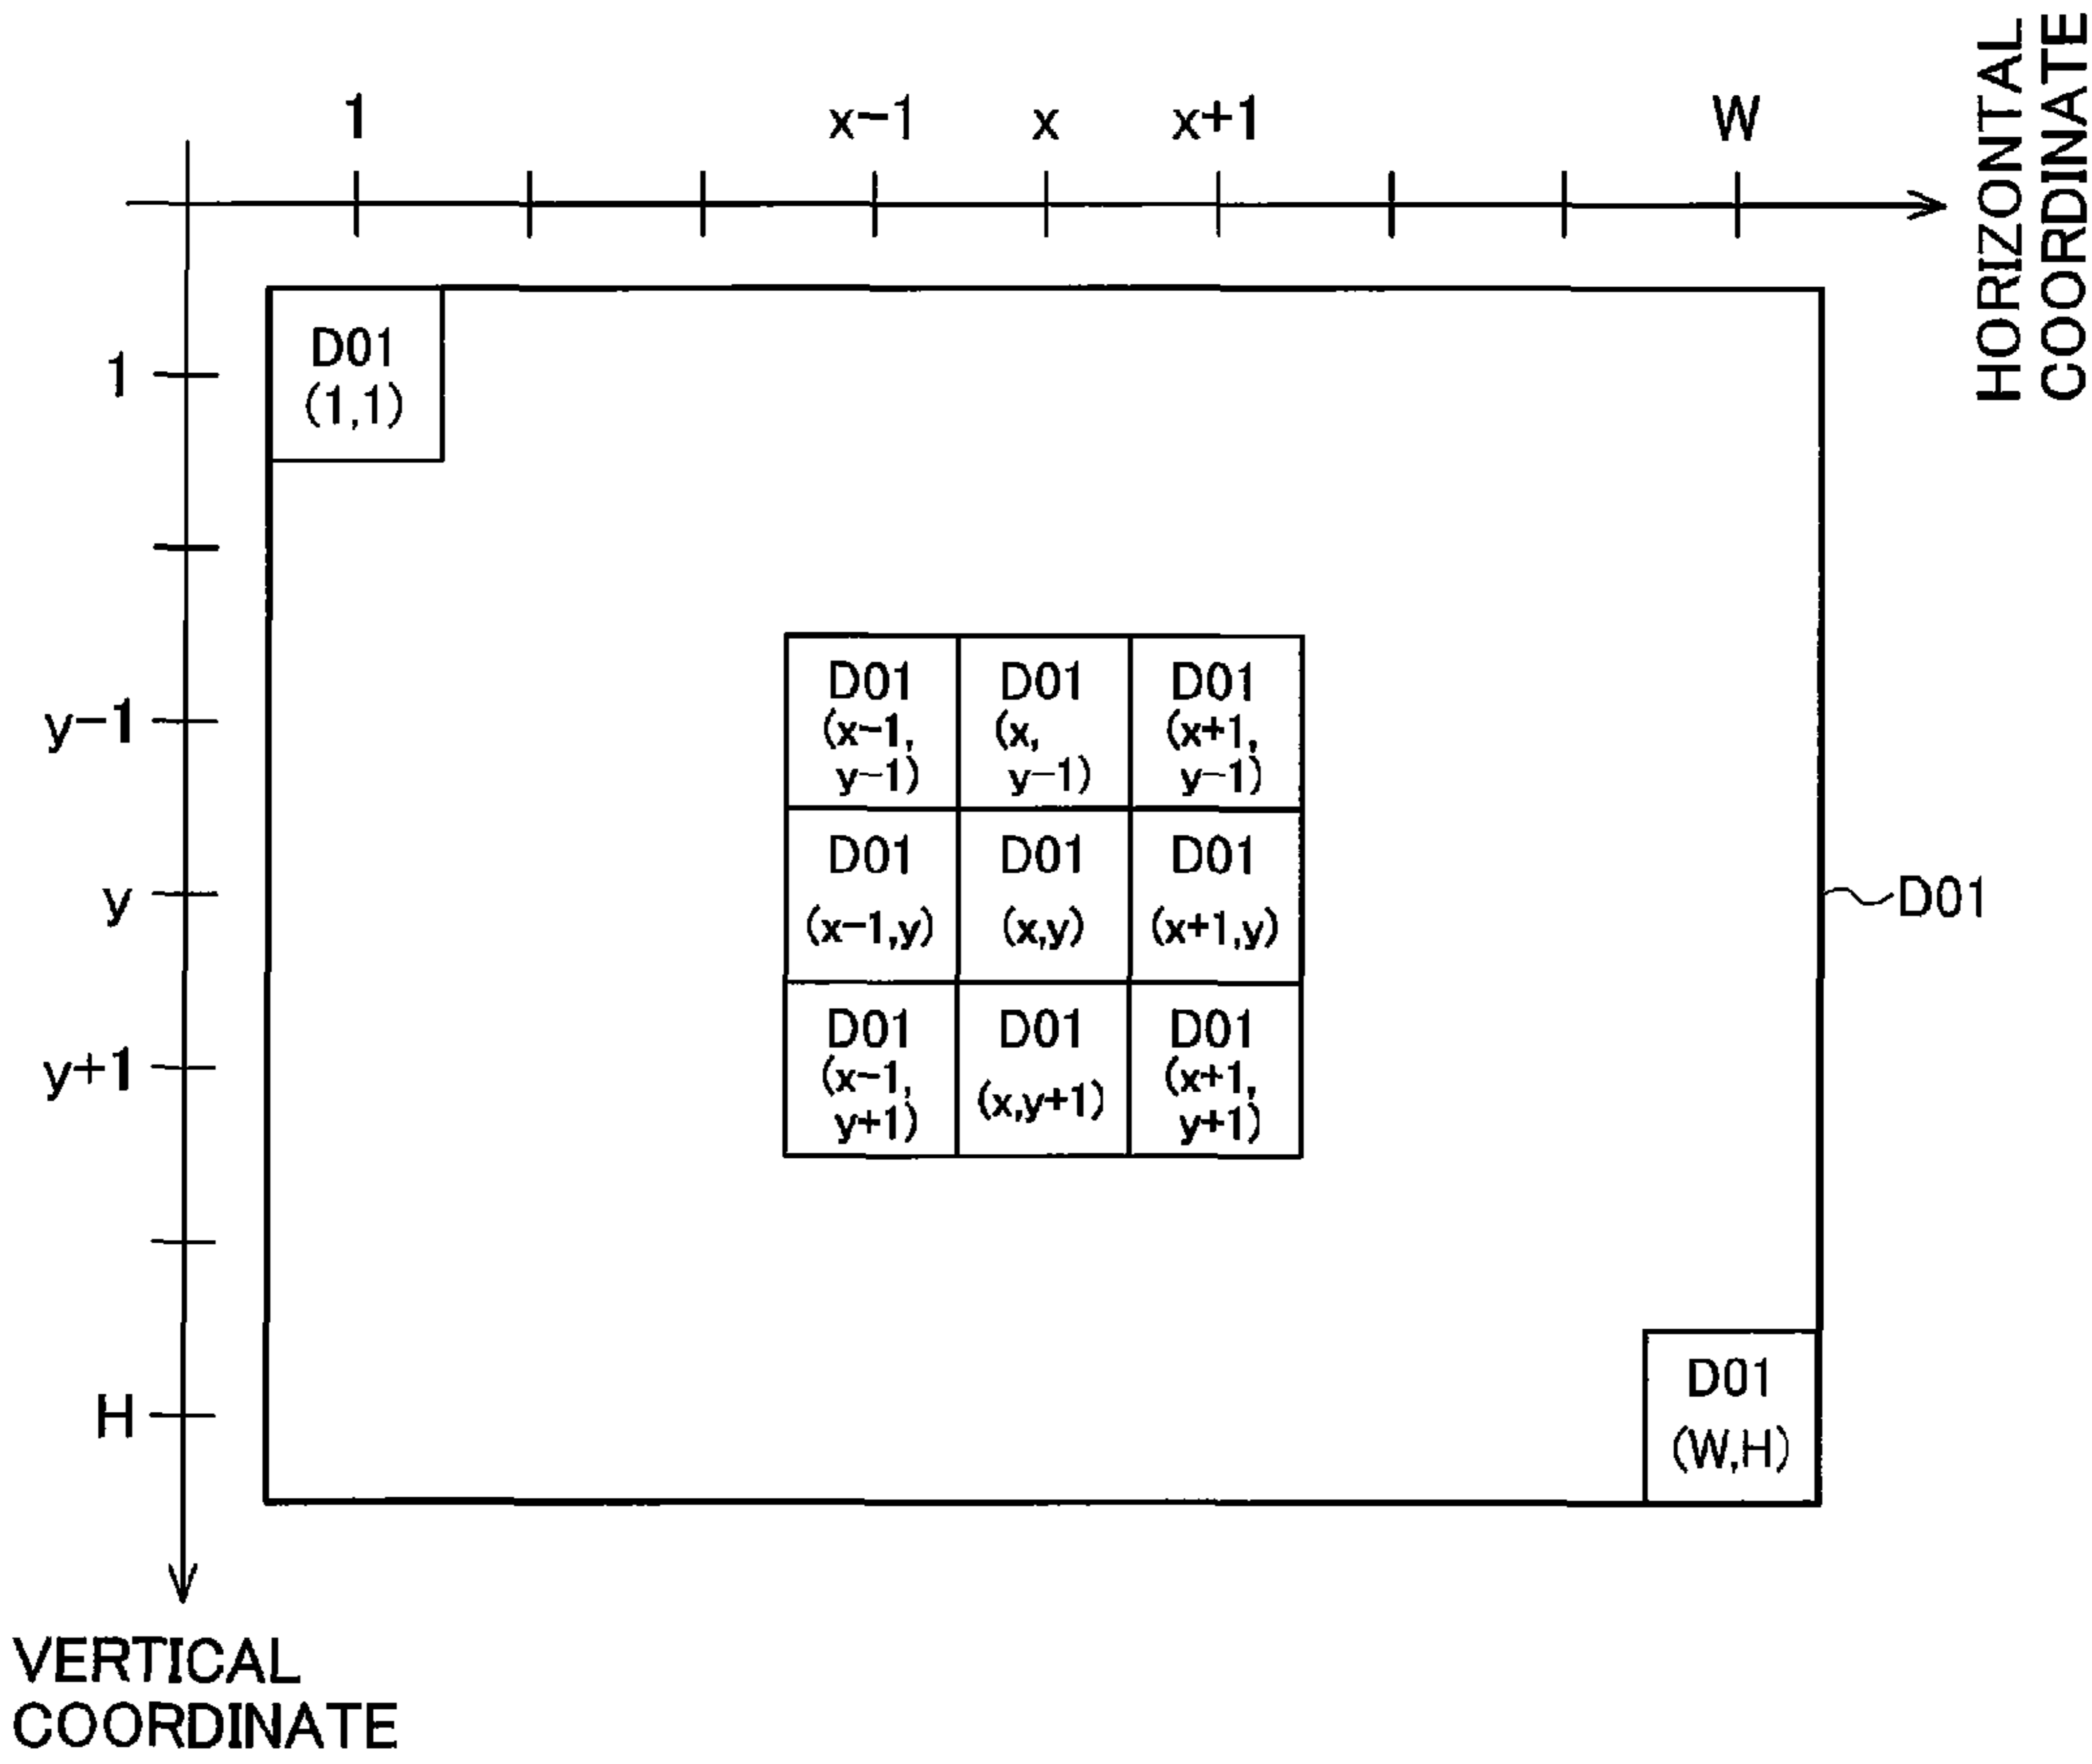 1
x-1
x
x+1
W
HORIZONTAL
COORDINATE
1
D01
(1,1)
y-1
D01
(x-1,
y-1)
D01
(x,
y-1)
D01
(x+1,
y-1)
y
D01
(x-1,y)
D01
(x,y)
D01
(x+1,y)
D01
y+1
D01
(x-1,
y+1)
D01
(x,y+1)
D01
(x+1,
y+1)
H
D01
(W,H)
VERTICAL
COORDINATE